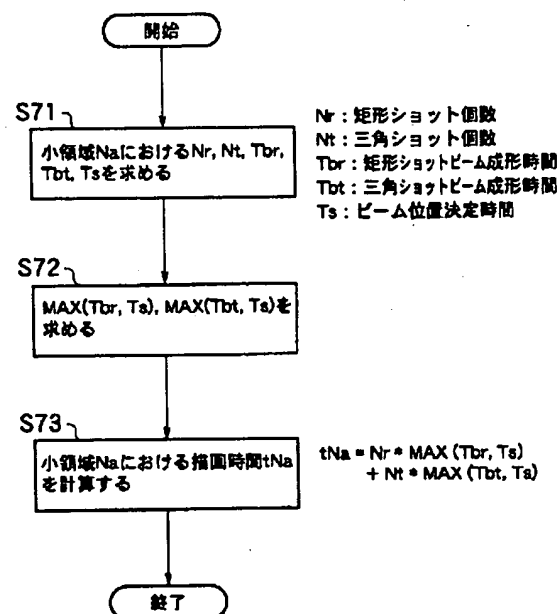 開始
S71
小領域NaにおけるNr, Nt, Tbr,
Tbt, Tsを求める
Nr : 矩形ショット個数
Nt : 三角ショット個数
Tbr : 矩形ショットビーム成形時間
Tbt : 三角ショットビーム成形時間
Ts : ビーム位置決定時間
S72
MAX(Tbr, Ts), MAX(Tbt, Ts)を
求める
S73
小領域Naにおける描画時間tNa
を計算する
tNa = Nr * MAX (Tbr, Ts)
+ Nt * MAX (Tbt, Ts)
終了